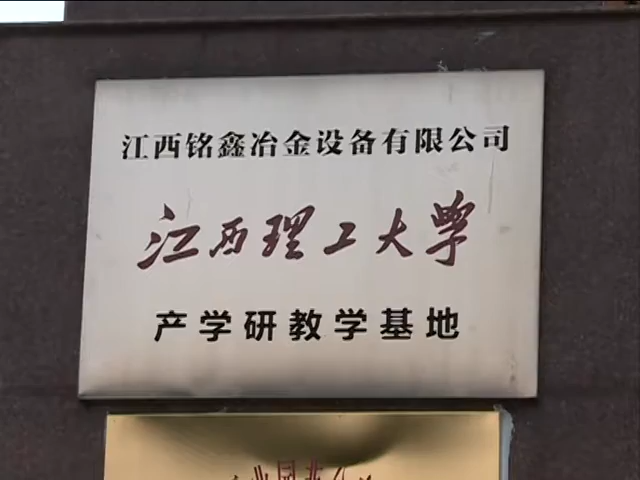 江西铭鑫冶金设备有限公司
江西理工大学
产学研教学基地